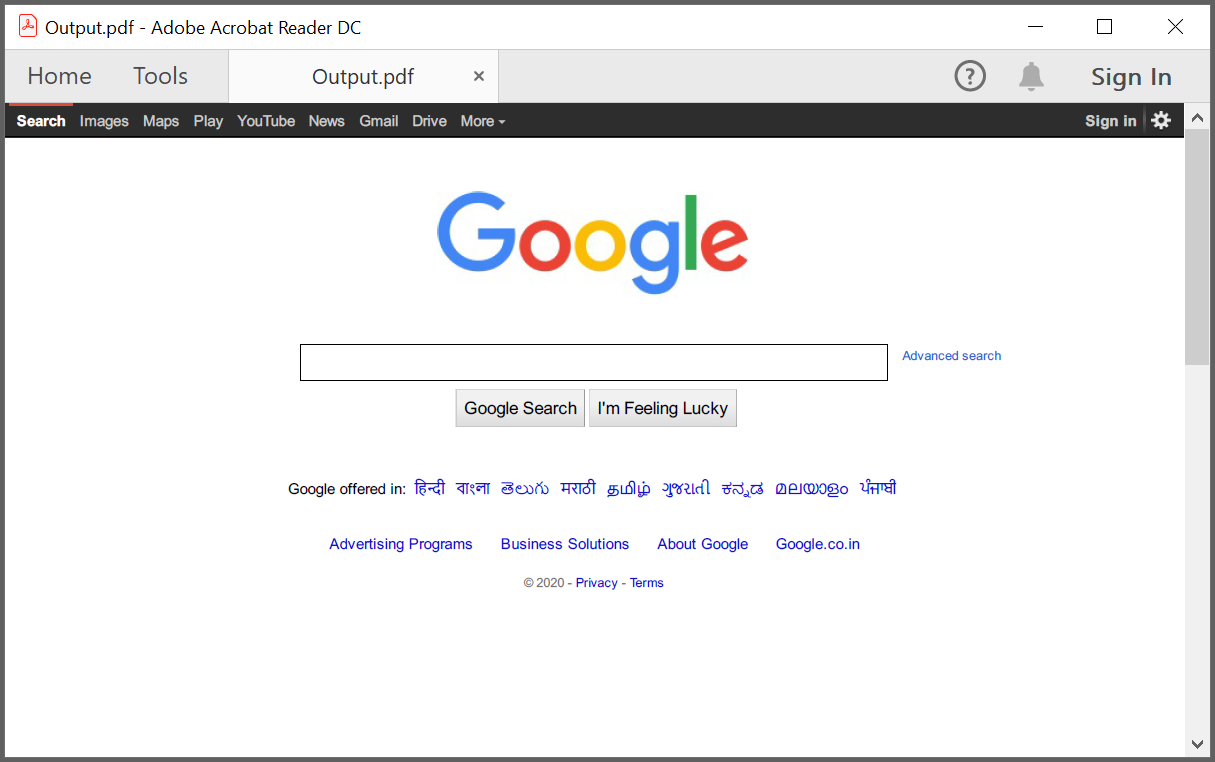 Output.pdf - Adobe Acrobat Reader DC
Home Tools Output.pdf Sign In
Search Images Maps Play YouTube News Gmail Drive More Sign in
Google
Advanced search
Google Search I'm Feeling Lucky
Google offered in: हिन्दी বাংলা తెలుగు मराठी தமிழ் ગુજરાતી ಕನ್ನಡ മലയാളം ਪੰਜਾਬੀ
Advertising Programs Business Solutions About Google Google.co.in
© 2020 - Privacy - Terms